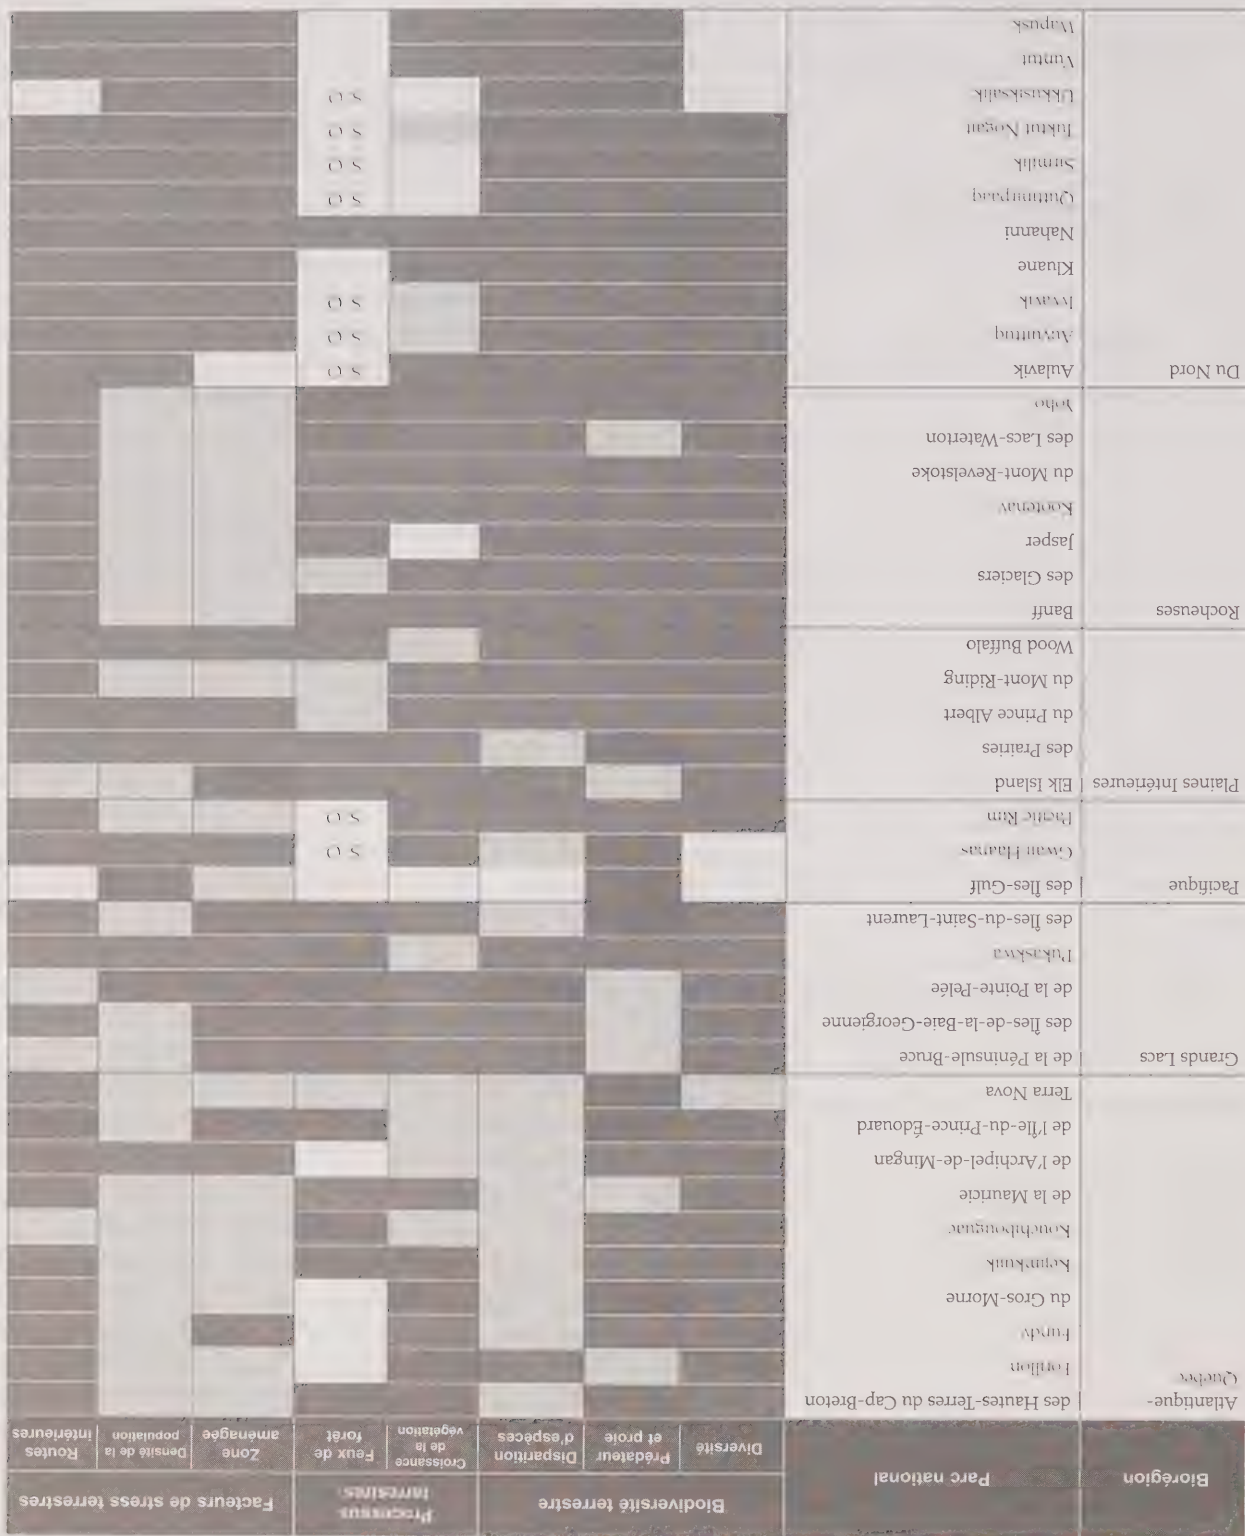 Biorégion Parc national Biodiversité terrestre Processus terrestres Facteurs de stress terrestres
Diversité Prédateur et proie Disparition d'espèces Croissance de la végétation Feux de forêt Zone aménagée Densité de la population Routes intérieures
Atlantique-Québec des Hautes-Terres du Cap-Breton
Forillon
Fundy
du Gros-Morne
Kejimkujik
Kouchibouguac
de la Mauricie
de l'Archipel-de-Mingan
de l'Île-du-Prince-Édouard
Terra Nova
Grands Lacs de la Péninsule-Bruce
des Îles-de-la-Baie-Georgienne
de la Pointe-Pelée
Pukaskwa
des Îles-du-Saint-Laurent
Pacifique des Îles-Gulf
Gwaii Haanas S O
Pacific Rim S O
Plaines Intérieures Elk Island
des Prairies
du Prince Albert
du Mont-Riding
Wood Buffalo
Rocheuses Banff
des Glaciers
Jasper
Kootenay
du Mont-Revelstoke
des Lacs-Waterton
Yoho
Du Nord Aulavik S O
Auyuittuq S O
Ivvavik S O
Kluane
Nahanni
Quttinirpaaq S O
Sirmilik S O
Tuktut Nogait S O
Ukkusiksalik S O
Vuntut
Wapusk